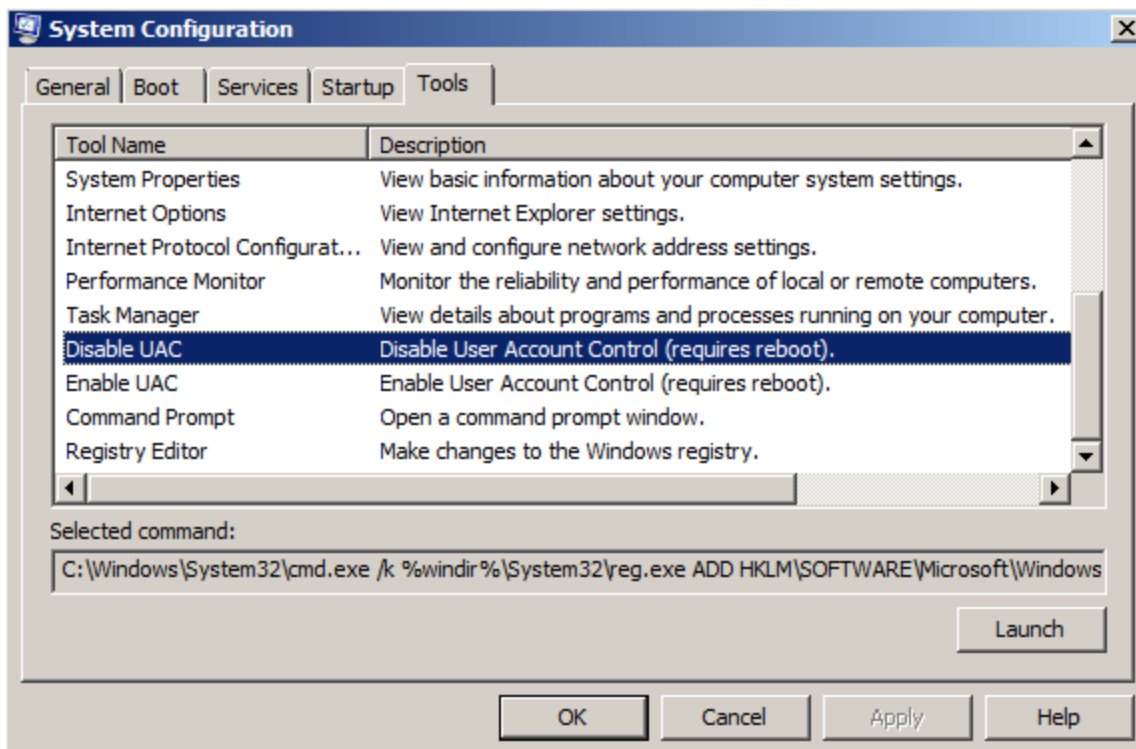 System Configuration
General Boot Services Startup Tools
Tool Name Description
System Properties View basic information about your computer system settings.
Internet Options View Internet Explorer settings.
Internet Protocol Configurat... View and configure network address settings.
Performance Monitor Monitor the reliability and performance of local or remote computers.
Task Manager View details about programs and processes running on your computer.
Disable UAC Disable User Account Control (requires reboot).
Enable UAC Enable User Account Control (requires reboot).
Command Prompt Open a command prompt window.
Registry Editor Make changes to the Windows registry.
Selected command:
C:\Windows\System32\cmd.exe /k %windir%\System32\reg.exe ADD HKLM\SOFTWARE\Microsoft\Windows
Launch
OK Cancel Apply Help